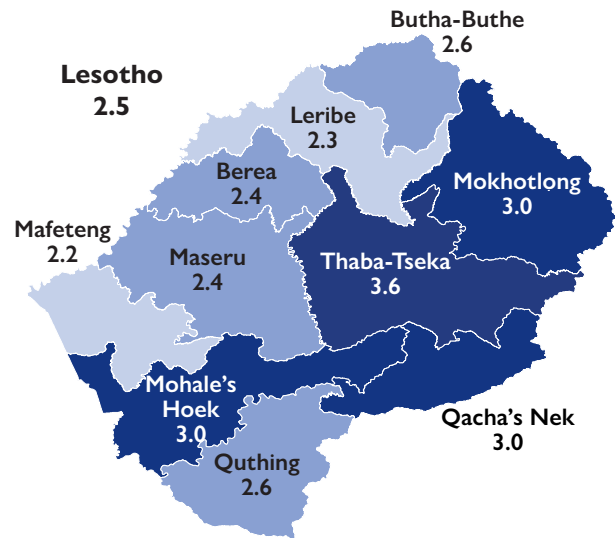 Butha-Buthe
2.6
Lesotho
2.5
Leribe
2.3
Berea
2.4
Mokhotlong
3.0
Mafeteng
2.2
Maseru
2.4
Thaba-Tseka
3.6
Mohale's
Hoek
3.0
Qacha's Nek
3.0
Quthing
2.6